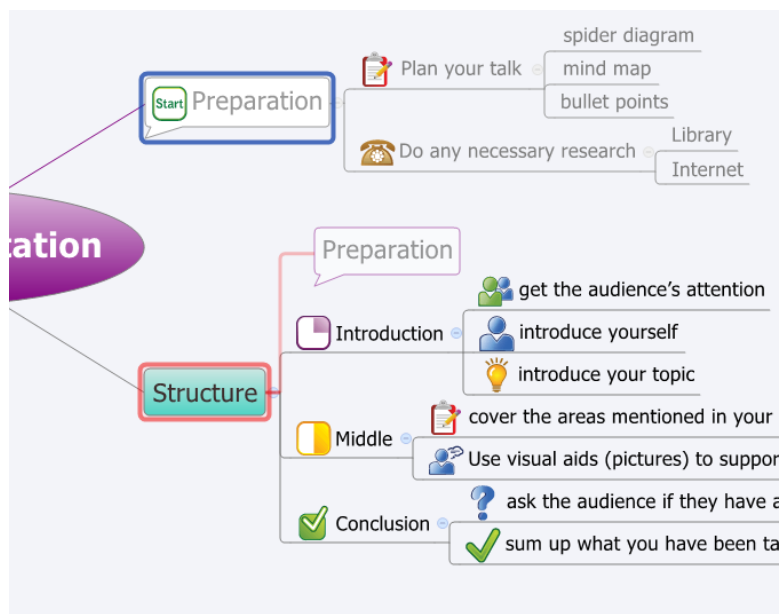 spider diagram
Plan your talk
mind map
Start
Preparation
bullet points
Do any necessary research
Library
Internet
tation
Preparation
get the audience's attention
Introduction
introduce yourself
introduce your topic
Structure
cover the areas mentioned in your
Middle
Use visual aids (pictures) to suppor
ask the audience if they have a
Conclusion
sum up what you have been ta